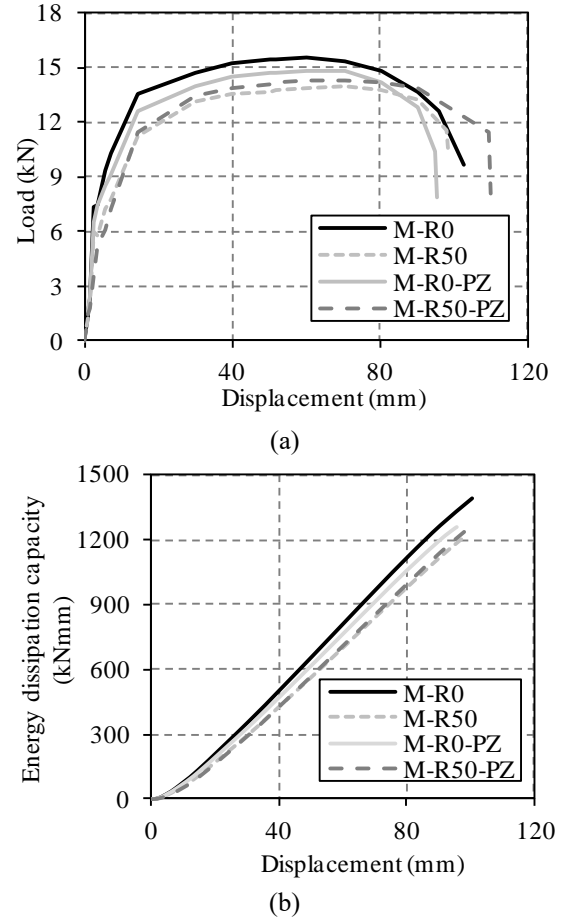 18
15
12
9
6
3
0
Load (kN)
M-R0
M-R50
M-R0-PZ
M-R50-PZ
0 40 80 120
Displacement (mm)
(a)
1500
1200
900
600
300
0
Energy dissipation capacity
(kNmm)
M-R0
M-R50
M-R0-PZ
M-R50-PZ
0 40 80 120
Displacement (mm)
(b)